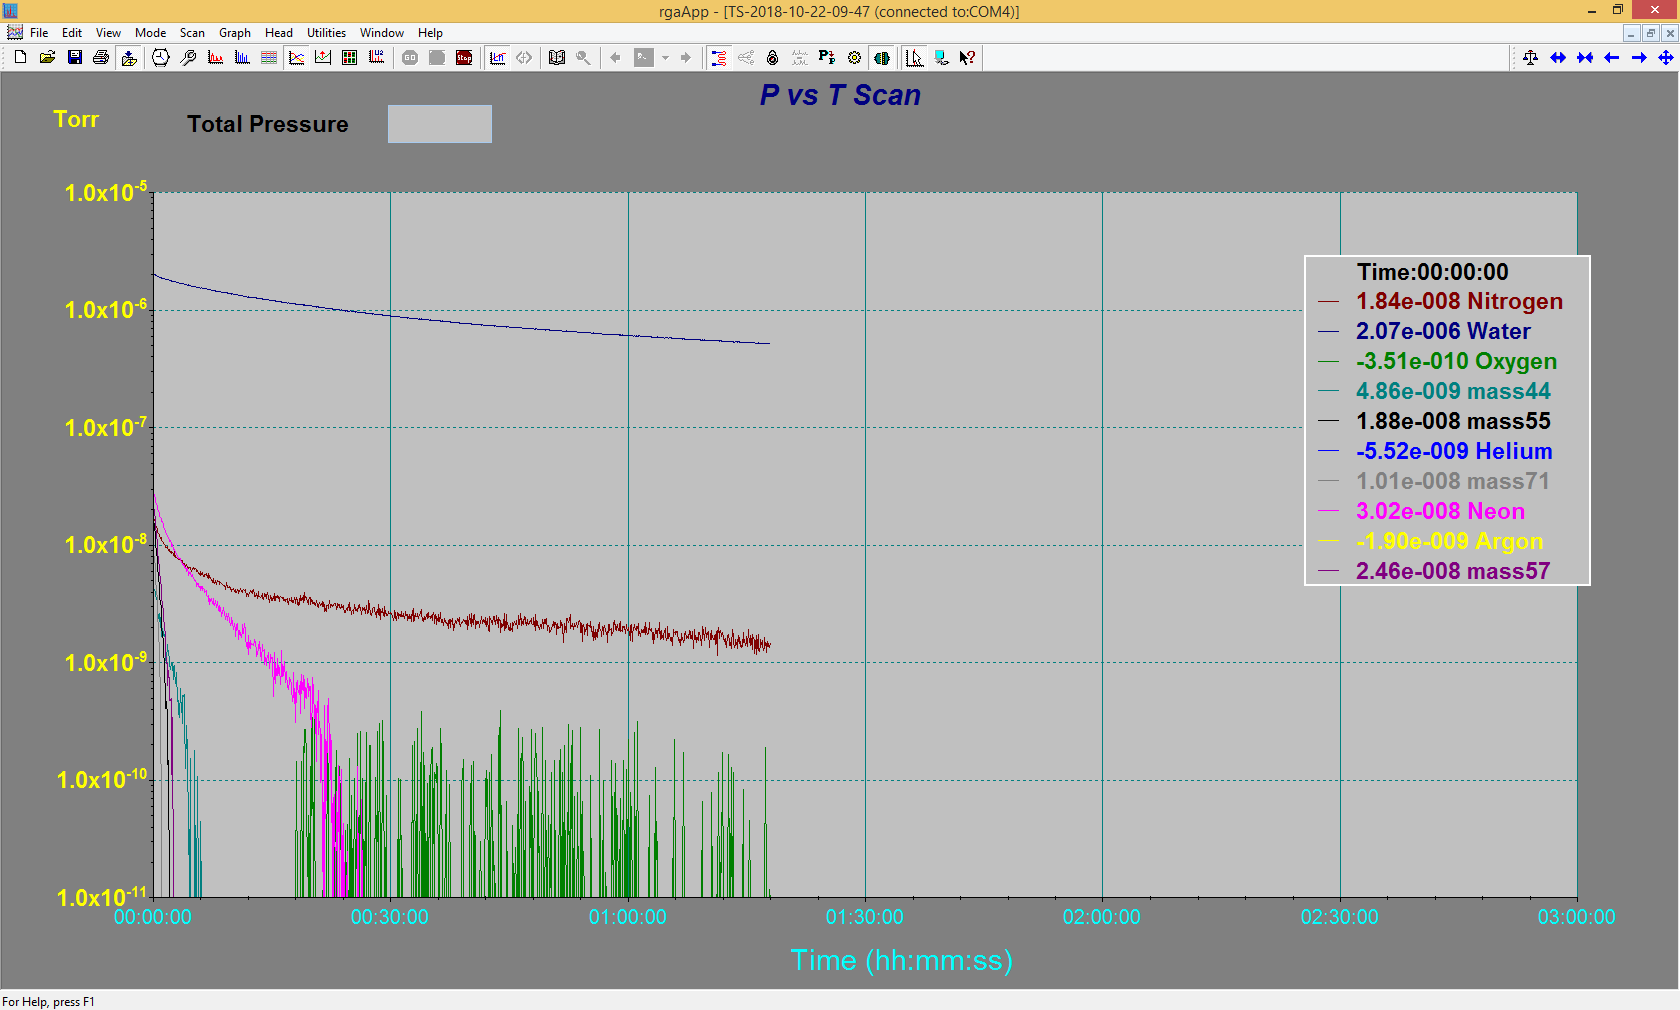 rgaApp - [TS-2018-10-22-09-47 (connected to:COM4)]
File Edit View Mode Scan Graph Head Utilities Window Help
GO Stop
P vs T Scan
Torr
Total Pressure
1.0x10-5
1.0x10-6
1.0x10-7
1.0x10-8
1.0x10-9
1.0x10-10
1.0x10-11
Time:00:00:00
1.84e-008 Nitrogen
2.07e-006 Water
-3.51e-010 Oxygen
4.86e-009 mass44
1.88e-008 mass55
-5.52e-009 Helium
1.01e-008 mass71
3.02e-008 Neon
-1.90e-009 Argon
2.46e-008 mass57
00:00:00 00:30:00 01:00:00 01:30:00 02:00:00 02:30:00 03:00:00
Time (hh:mm:ss)
For Help, press F1